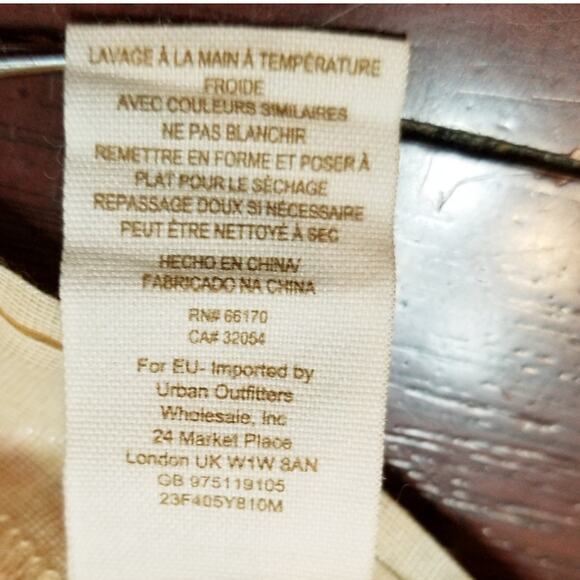 LAVAGE À LA MAIN À TEMPÉRATURE
FROIDE
AVEC COULEURS SIMILAIRES
NE PAS BLANCHIR
REMETTRE EN FORME ET POSER À
PLAT POUR LE SÉCHAGE
REPASSAGE DOUX SI NÉCESSAIRE
PEUT ÊTRE NETTOYÉ À SEC
HECHO EN CHINA/
FABRICADO NA CHINA
RN# 66170
CA# 32054
For EU- Imported by
Urban Outfitters
Wholesale, Inc
24 Market Place
London UK W1W 8AN
GB 975119105
23F405Y810M